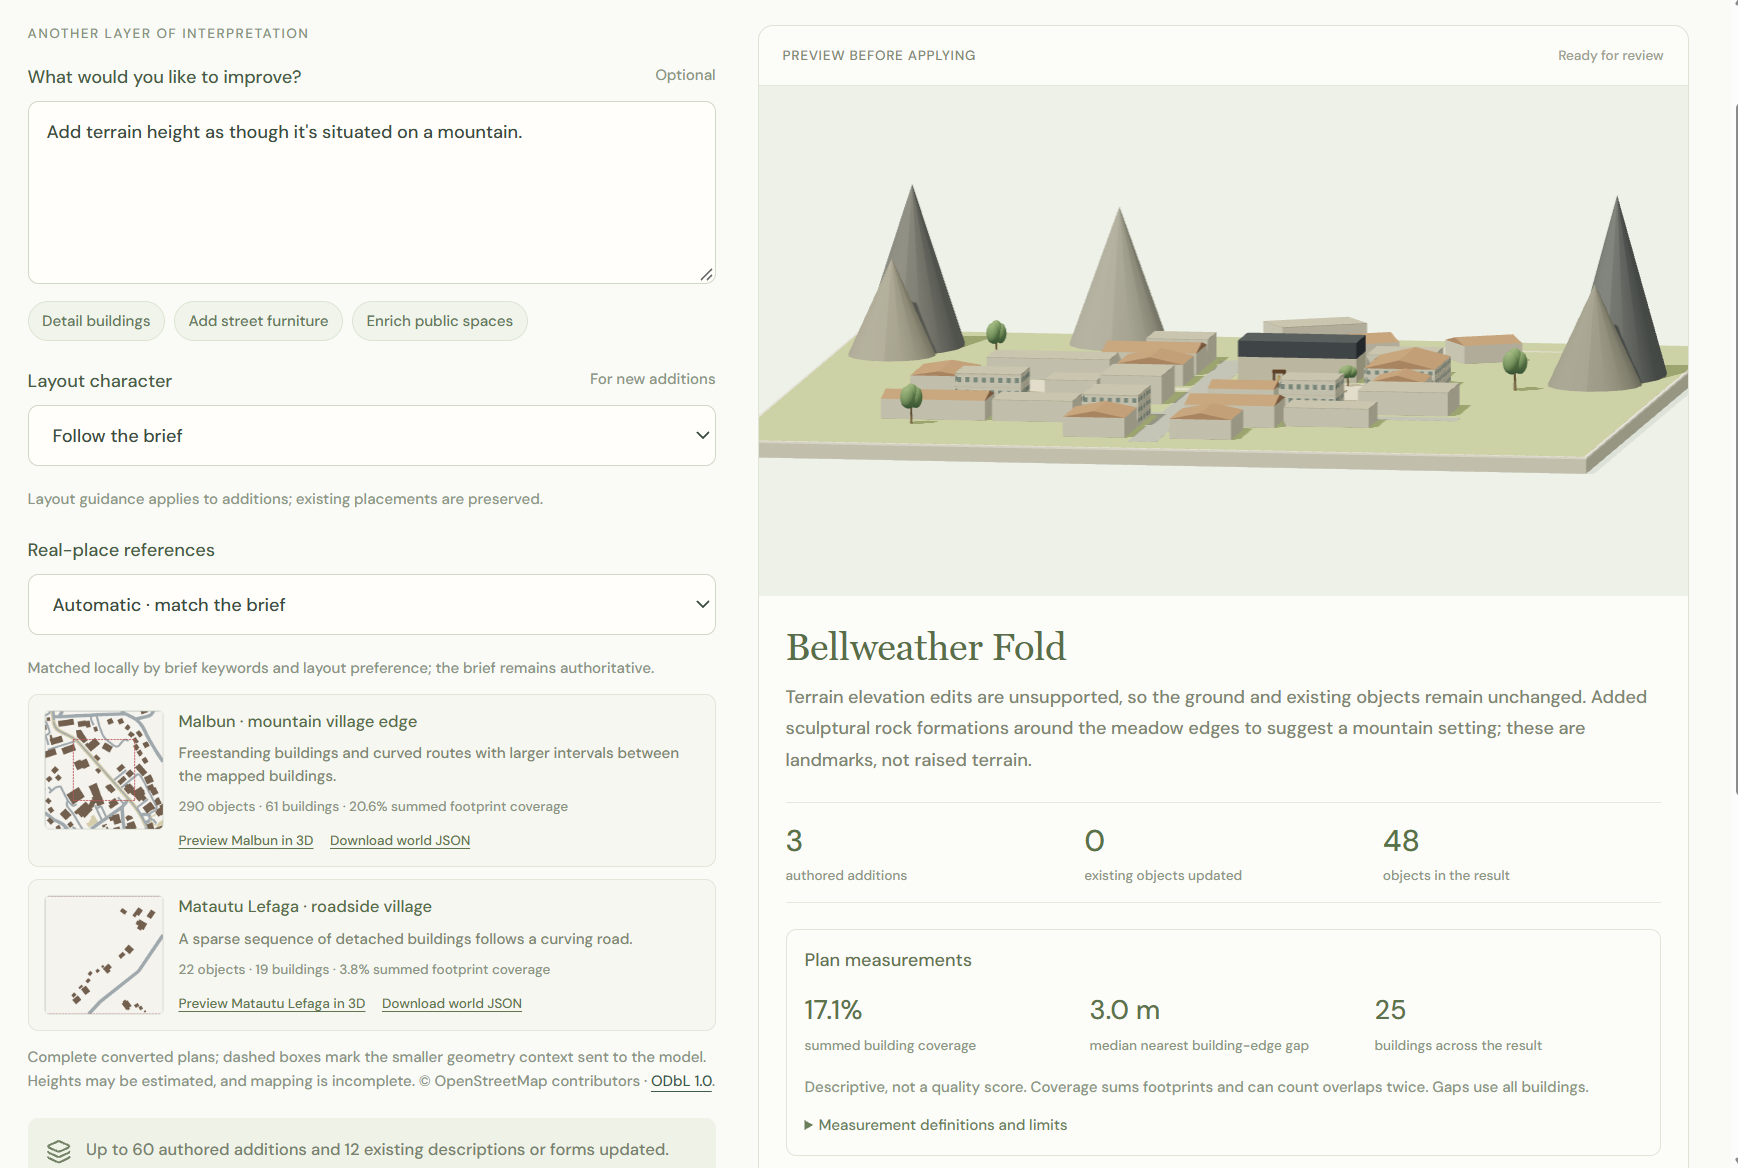 ANOTHER LAYER OF INTERPRETATION
What would you like to improve?
Optional
Add terrain height as though it's situated on a mountain.
Detail buildings
Add street furniture
Enrich public spaces
Layout character
For new additions
Follow the brief
Layout guidance applies to additions; existing placements are preserved.
Real-place references
Automatic · match the brief
Matched locally by brief keywords and layout preference; the brief remains authoritative.
Malbun · mountain village edge
Freestanding buildings and curved routes with larger intervals between
the mapped buildings.
290 objects · 61 buildings · 20.6% summed footprint coverage
Preview Malbun in 3D
Download world JSON
Matautu Lefaga · roadside village
A sparse sequence of detached buildings follows a curving road.
22 objects · 19 buildings · 3.8% summed footprint coverage
Preview Matautu Lefaga in 3D
Download world JSON
Complete converted plans; dashed boxes mark the smaller geometry context sent to the model.
Heights may be estimated, and mapping is incomplete. © OpenStreetMap contributors · ODbL 1.0.
Up to 60 authored additions and 12 existing descriptions or forms updated.
PREVIEW BEFORE APPLYING
Ready for review
Bellweather Fold
Terrain elevation edits are unsupported, so the ground and existing objects remain unchanged. Added
sculptural rock formations around the meadow edges to suggest a mountain setting; these are
landmarks, not raised terrain.
3
authored additions
0
existing objects updated
48
objects in the result
Plan measurements
17.1%
summed building coverage
3.0 m
median nearest building-edge gap
25
buildings across the result
Descriptive, not a quality score. Coverage sums footprints and can count overlaps twice. Gaps use all buildings.
Measurement definitions and limits